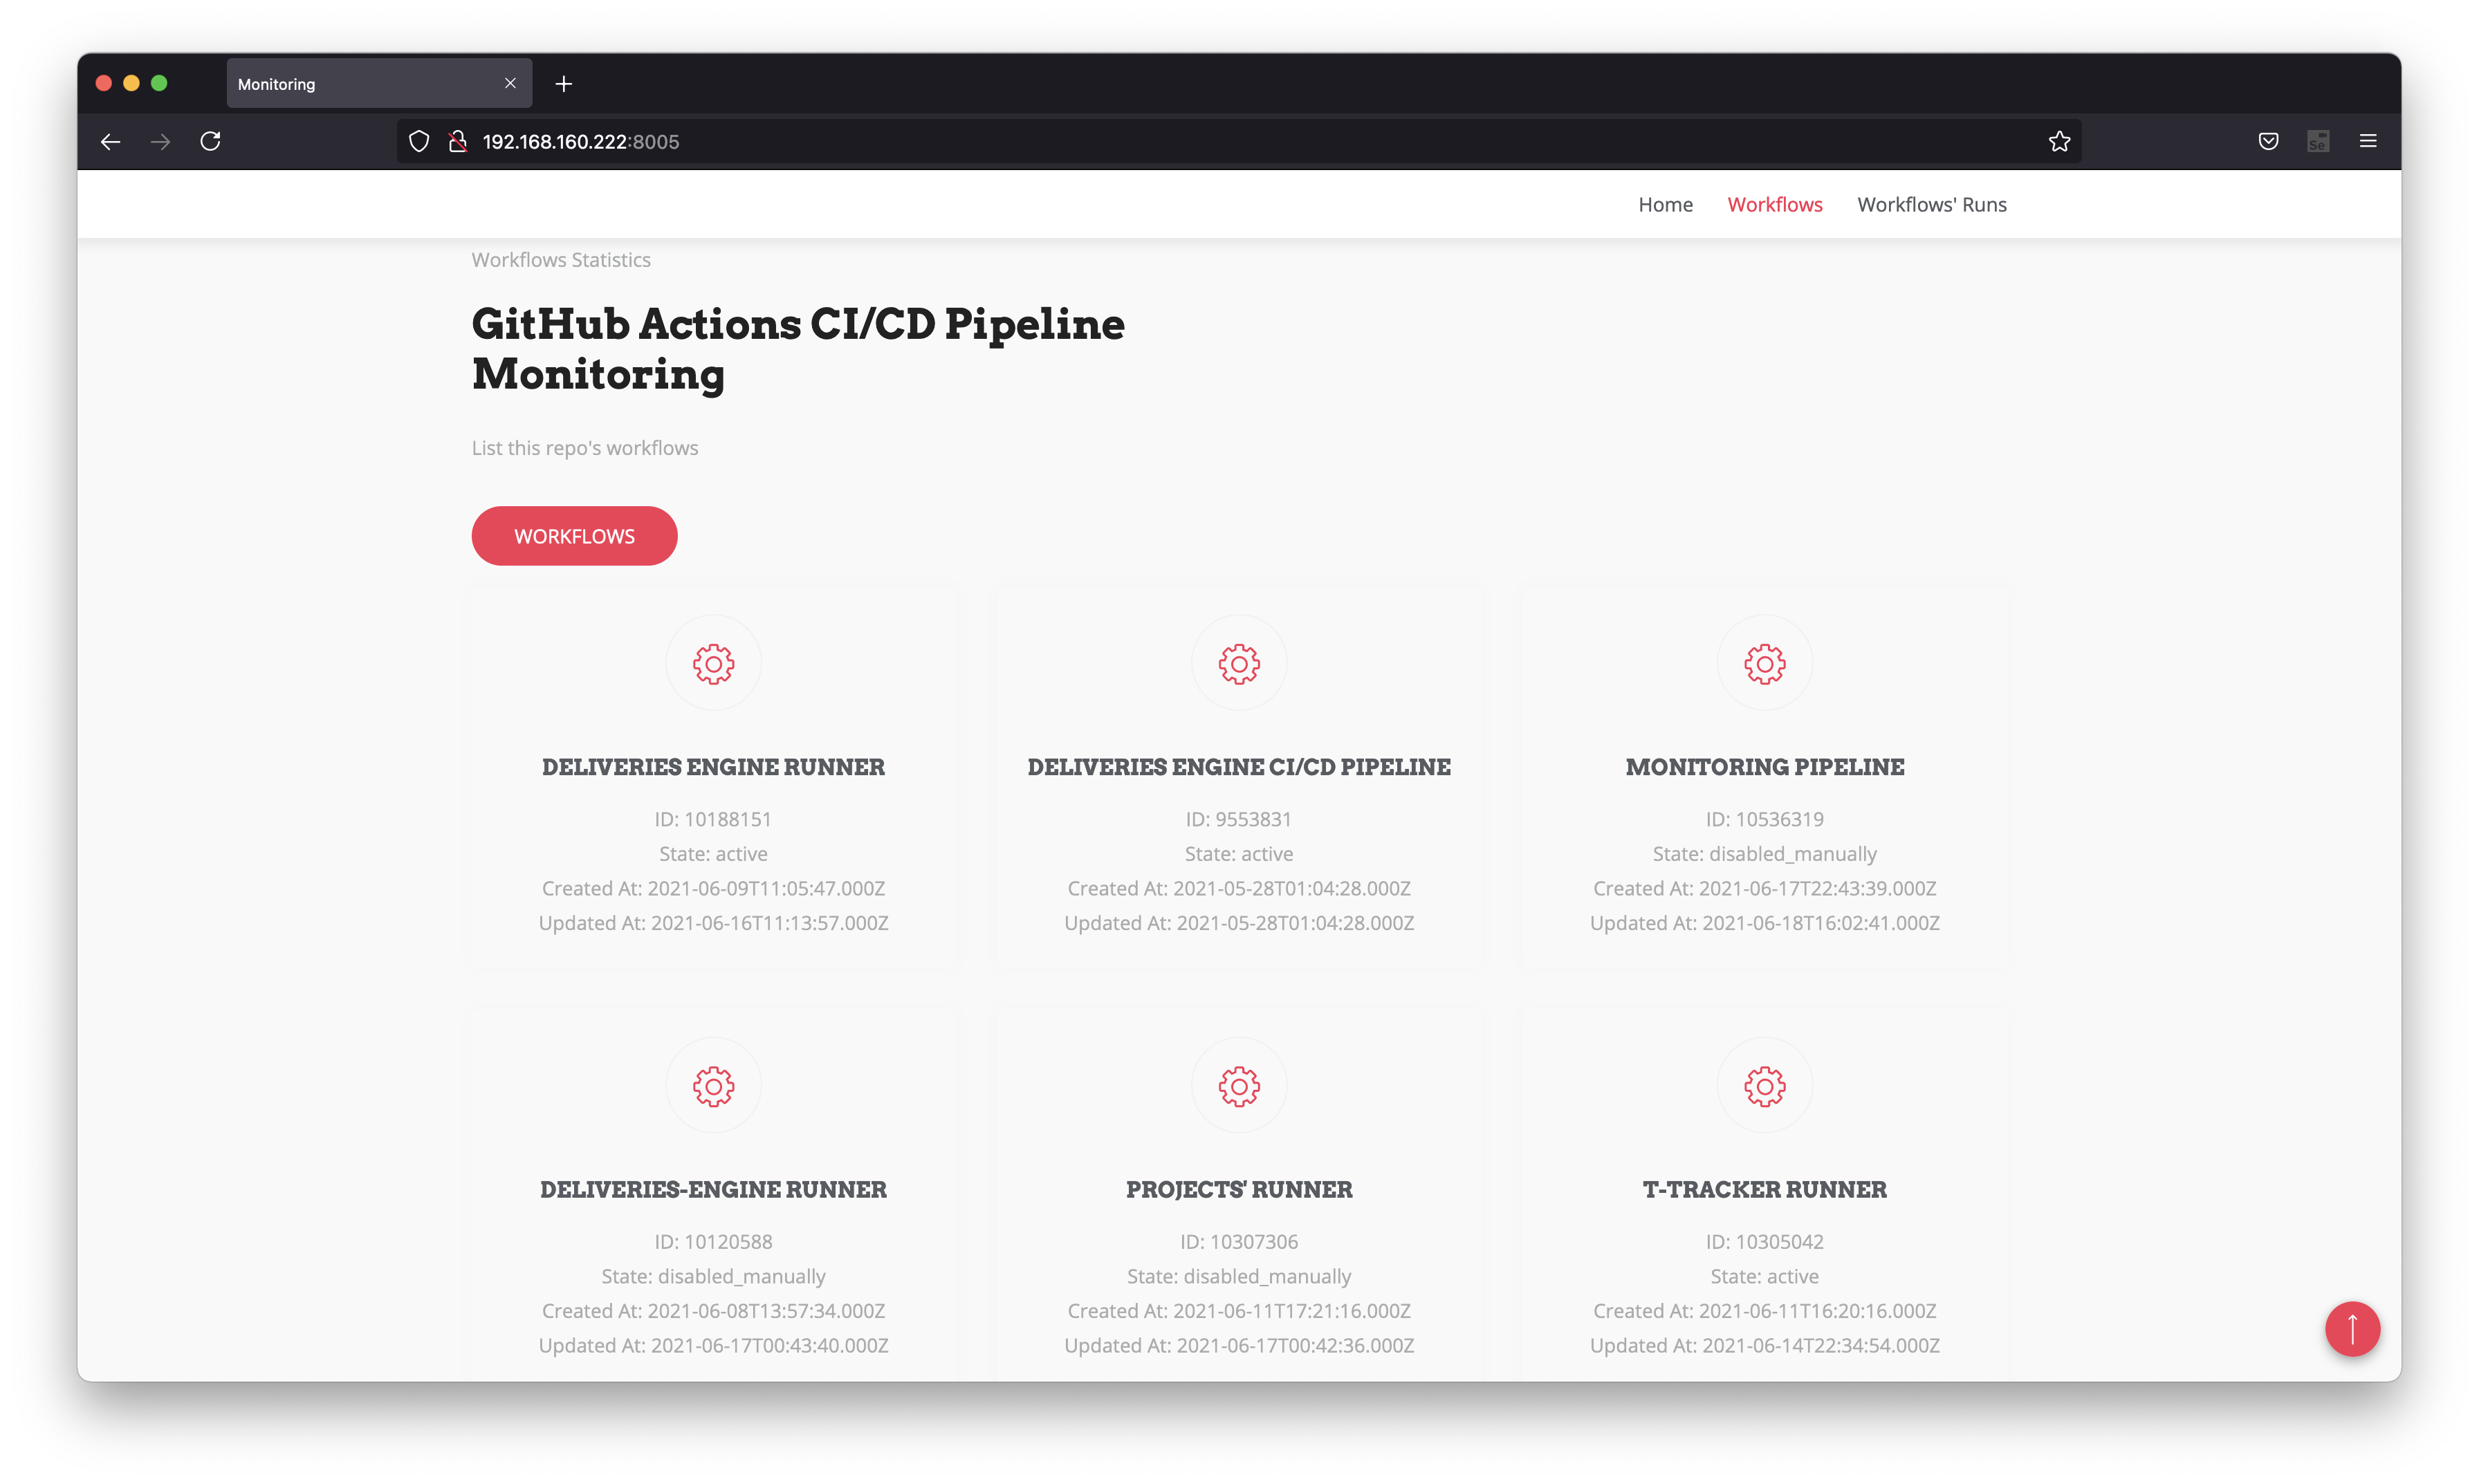 Monitoring
192.168.160.222:8005
Se
Home Workflows Workflows' Runs
Workflows Statistics
GitHub Actions CI/CD Pipeline
Monitoring
List this repo's workflows
WORKFLOWS
DELIVERIES ENGINE RUNNER
ID: 10188151
State: active
Created At: 2021-06-09T11:05:47.000Z
Updated At: 2021-06-16T11:13:57.000Z
DELIVERIES ENGINE CI/CD PIPELINE
ID: 9553831
State: active
Created At: 2021-05-28T01:04:28.000Z
Updated At: 2021-05-28T01:04:28.000Z
MONITORING PIPELINE
ID: 10536319
State: disabled_manually
Created At: 2021-06-17T22:43:39.000Z
Updated At: 2021-06-18T16:02:41.000Z
DELIVERIES-ENGINE RUNNER
ID: 10120588
State: disabled_manually
Created At: 2021-06-08T13:57:34.000Z
Updated At: 2021-06-17T00:43:40.000Z
PROJECTS' RUNNER
ID: 10307306
State: disabled_manually
Created At: 2021-06-11T17:21:16.000Z
Updated At: 2021-06-17T00:42:36.000Z
T-TRACKER RUNNER
ID: 10305042
State: active
Created At: 2021-06-11T16:20:16.000Z
Updated At: 2021-06-14T22:34:54.000Z